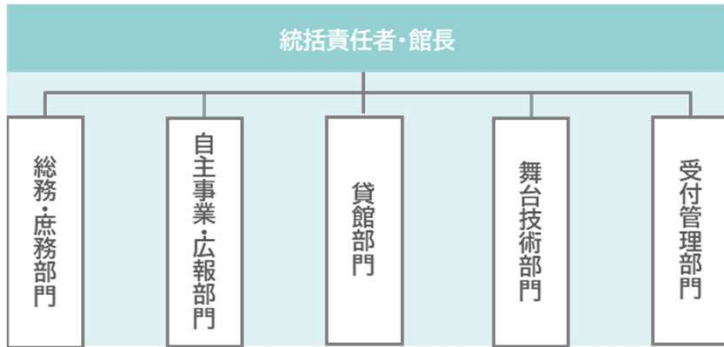 統括責任者・館長
総務・庶務部門
自主事業・広報部門
貸館部門
舞台技術部門
受付管理部門